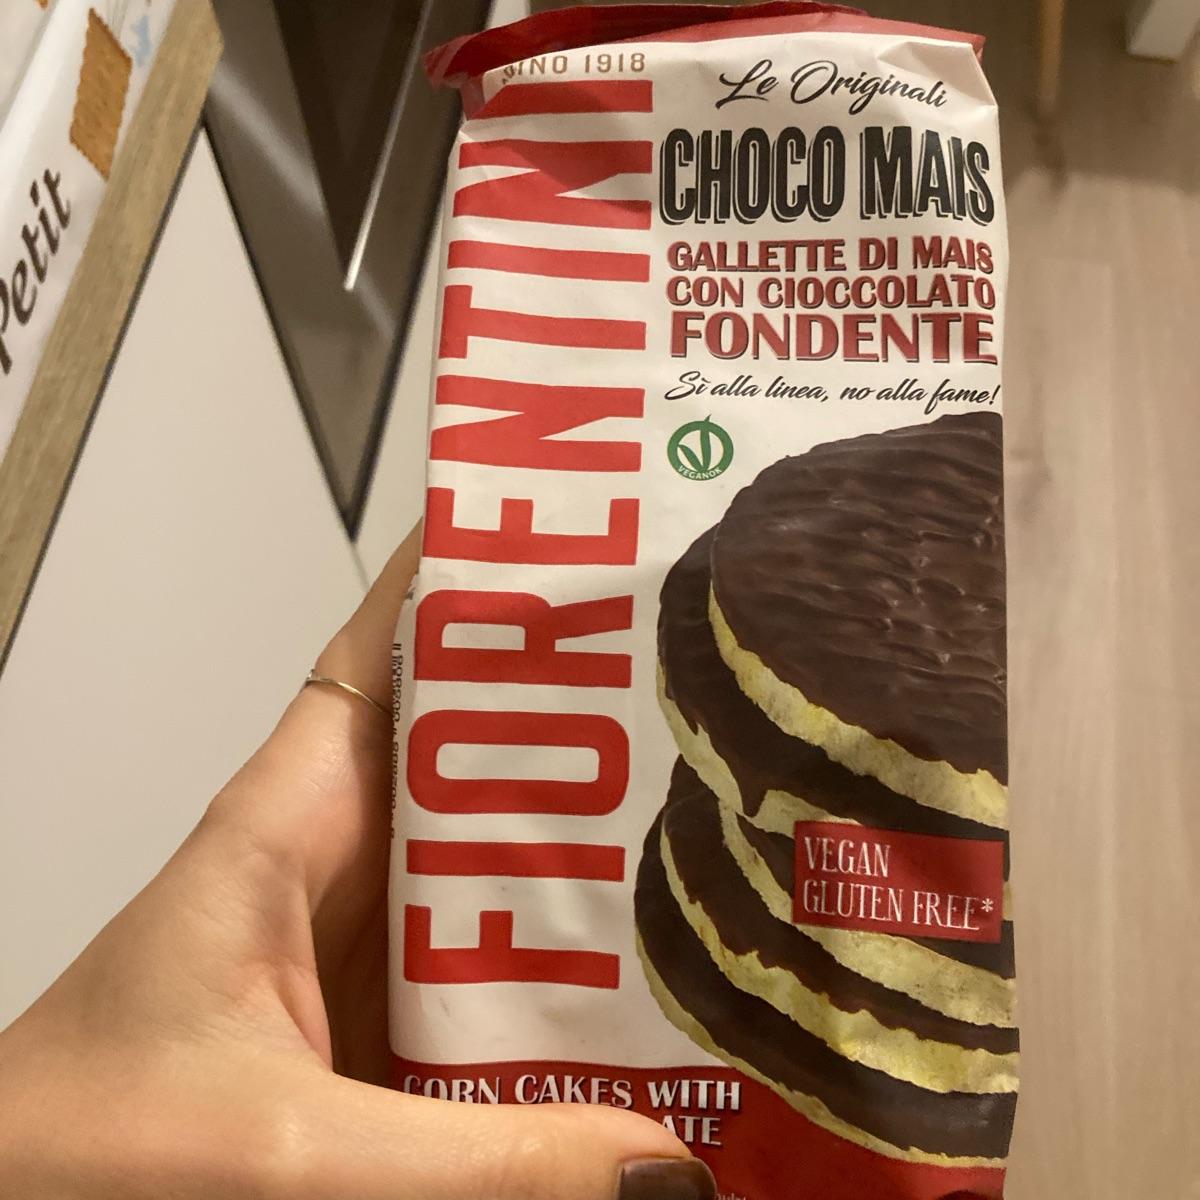 1918
Le Originali
CHOCO MAIS
GALLETTE DI MAIS
CON CIOCCOLATO
FONDENTE
Sì alla linea, no alla fame!
VEGANOK
FIORENTINI
VEGAN
GLUTEN FREE*
CORN CAKES WITH
Petit